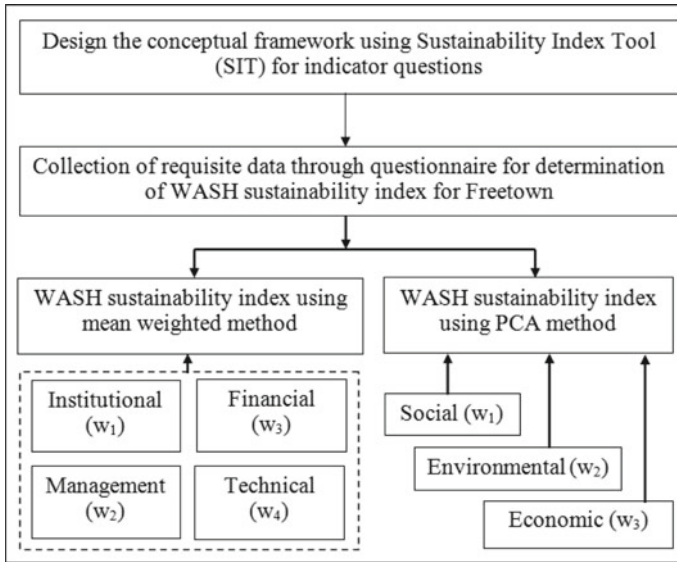 Design the conceptual framework using Sustainability Index Tool
(SIT) for indicator questions
Collection of requisite data through questionnaire for determination
of WASH sustainability index for Freetown
WASH sustainability index using
mean weighted method
WASH sustainability index
using PCA method
Institutional
(w₁)
Financial
(w₃)
Management
(w₂)
Technical
(w₄)
Social (w₁)
Environmental (w₂)
Economic (w₃)